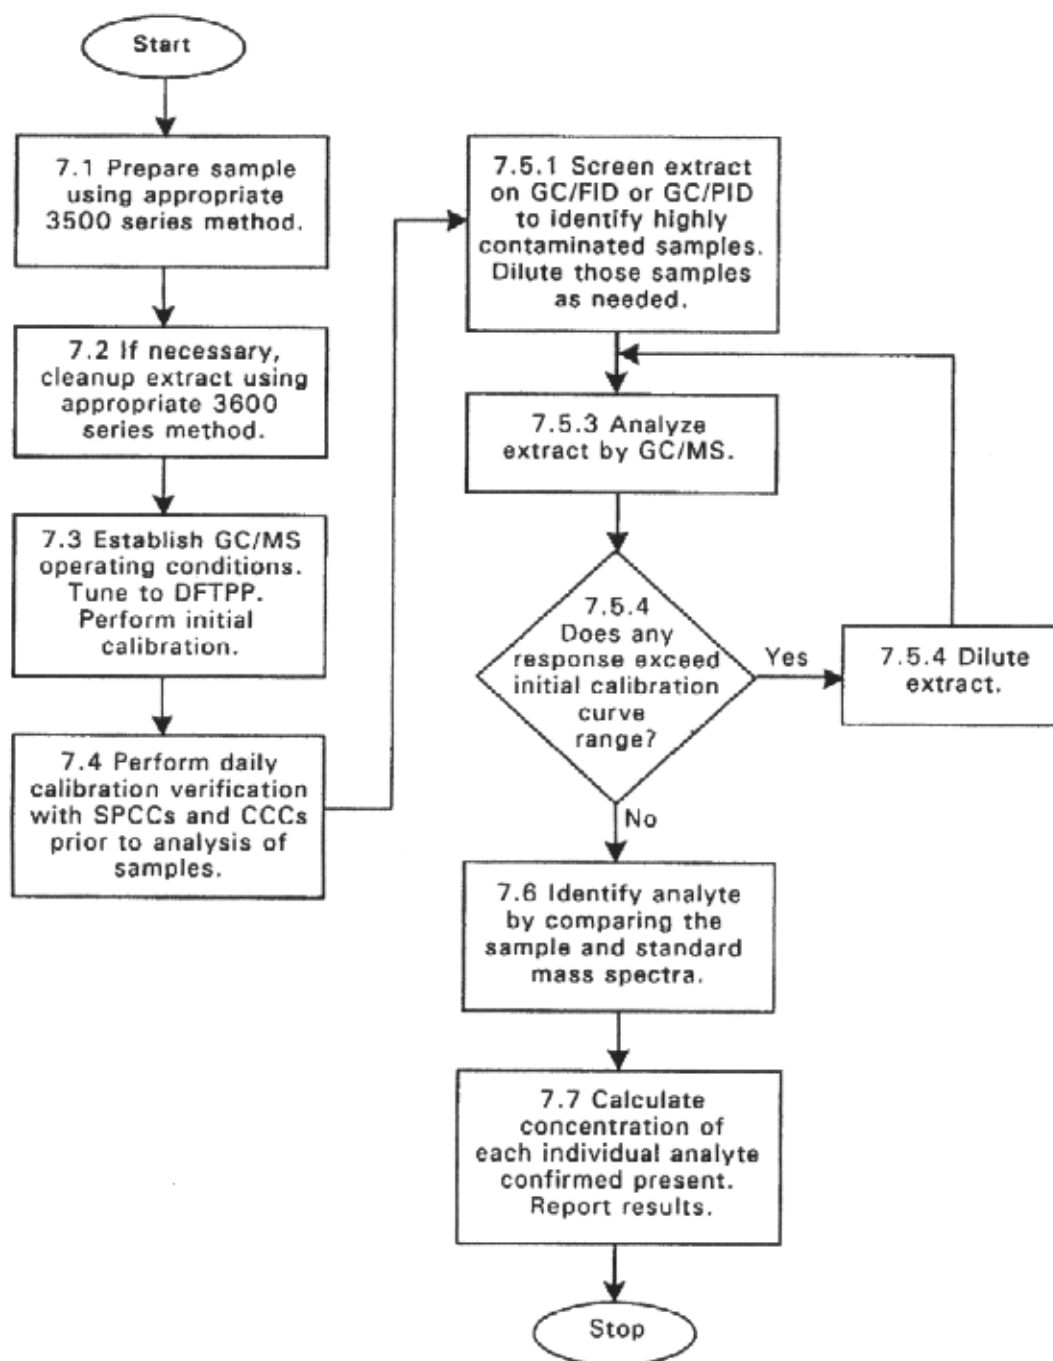 Start
7.1 Prepare sample
using appropriate
3500 series method.
7.2 If necessary,
cleanup extract using
appropriate 3600
series method.
7.3 Establish GC/MS
operating conditions.
Tune to DFTPP.
Perform initial
calibration.
7.4 Perform daily
calibration verification
with SPCCs and CCCs
prior to analysis of
samples.
7.5.1 Screen extract
on GC/FID or GC/PID
to identify highly
contaminated samples.
Dilute those samples
as needed.
7.5.3 Analyze
extract by GC/MS.
7.5.4
Does any
response exceed
initial calibration
curve
range?
Yes
7.5.4 Dilute
extract.
No
7.6 Identify analyte
by comparing the
sample and standard
mass spectra.
7.7 Calculate
concentration of
each individual analyte
confirmed present.
Report results.
Stop